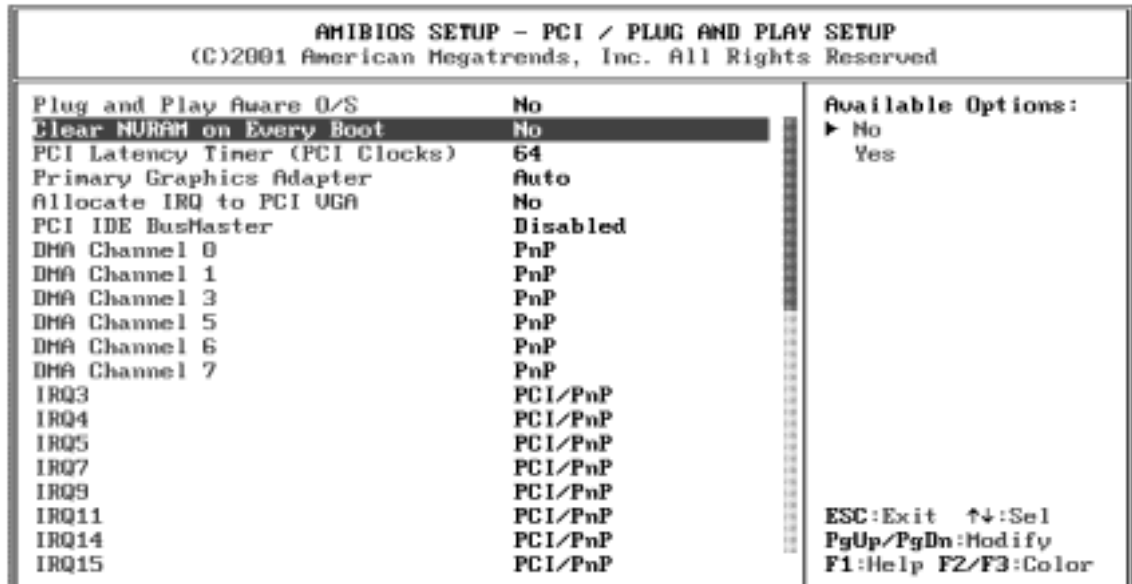 AMIBIOS SETUP - PCI / PLUG AND PLAY SETUP
(C)2001 American Megatrends, Inc. All Rights Reserved
Plug and Play Aware O/S No
Clear NVRAM on Every Boot No
PCI Latency Timer (PCI Clocks) 64
Primary Graphics Adapter Auto
Allocate IRQ to PCI VGA No
PCI IDE BusMaster Disabled
DMA Channel 0 PnP
DMA Channel 1 PnP
DMA Channel 3 PnP
DMA Channel 5 PnP
DMA Channel 6 PnP
DMA Channel 7 PnP
IRQ3 PCI/PnP
IRQ4 PCI/PnP
IRQ5 PCI/PnP
IRQ7 PCI/PnP
IRQ9 PCI/PnP
IRQ11 PCI/PnP
IRQ14 PCI/PnP
IRQ15 PCI/PnP
Available Options:
► No
Yes
ESC:Exit ↑↓:Sel
PgUp/PgDn:Modify
F1:Help F2/F3:Color